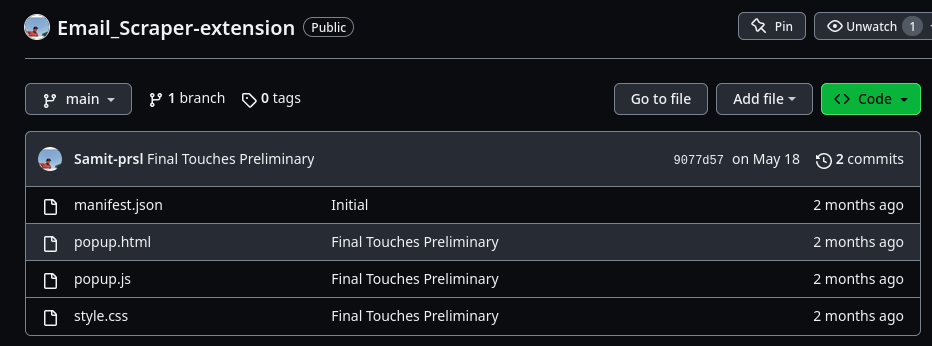 Email_Scraper-extension Public Pin Unwatch 1
main 1 branch 0 tags Go to file Add file Code
Samit-prsl Final Touches Preliminary 9077d57 on May 18 2 commits
manifest.json Initial 2 months ago
popup.html Final Touches Preliminary 2 months ago
popup.js Final Touches Preliminary 2 months ago
style.css Final Touches Preliminary 2 months ago